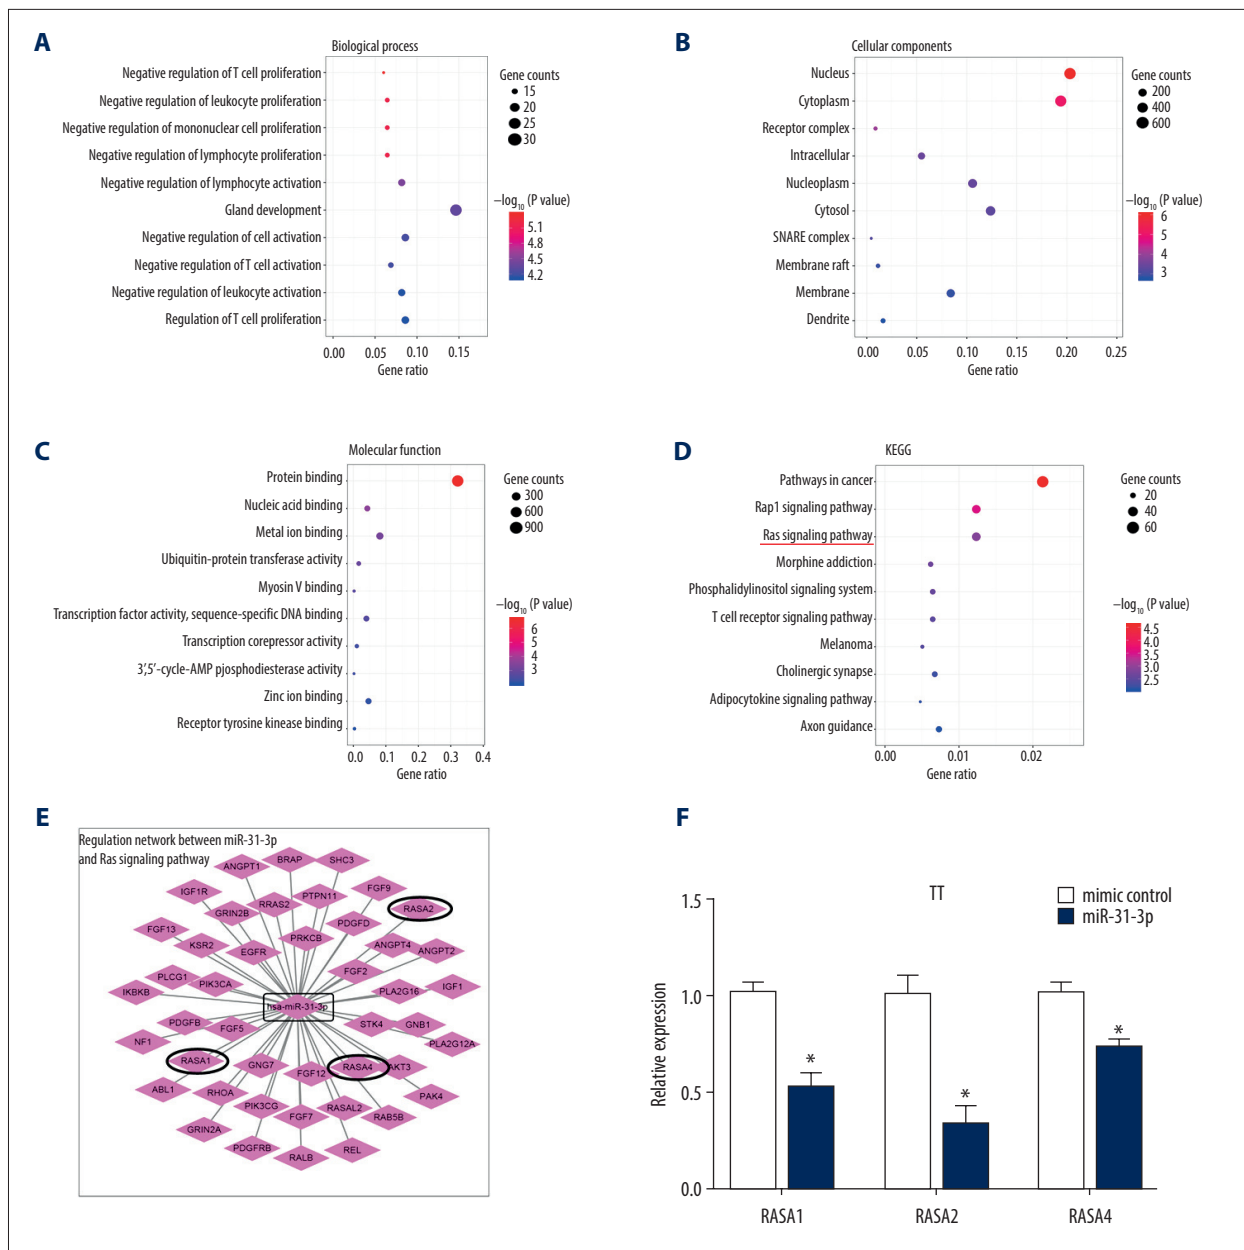 A
Biological process
Negative regulation of T cell proliferation
Negative regulation of leukocyte proliferation
Negative regulation of mononuclear cell proliferation
Negative regulation of lymphocyte proliferation
Negative regulation of lymphocyte activation
Gland development
Negative regulation of cell activation
Negative regulation of T cell activation
Negative regulation of leukocyte activation
Regulation of T cell proliferation
0.00 0.05 0.10 0.15
Gene ratio
Gene counts
15
20
25
30
−log10 (P value)
5.1
4.8
4.5
4.2
B
Cellular components
Nucleus
Cytoplasm
Receptor complex
Intracellular
Nucleoplasm
Cytosol
SNARE complex
Membrane raft
Membrane
Dendrite
0.00 0.05 0.10 0.15 0.20 0.25
Gene ratio
Gene counts
200
400
600
−log10 (P value)
6
5
4
3
C
Molecular function
Protein binding
Nucleic acid binding
Metal ion binding
Ubiquitin-protein transferase activity
Myosin V binding
Transcription factor activity, sequence-specific DNA binding
Transcription corepressor activity
3′,5′-cycle-AMP pjosphodiesterase activity
Zinc ion binding
Receptor tyrosine kinase binding
0.0 0.1 0.2 0.3 0.4
Gene ratio
Gene counts
300
600
900
−log10 (P value)
6
5
4
3
D
KEGG
Pathways in cancer
Rap1 signaling pathway
Ras signaling pathway
Morphine addiction
Phosphalidylinositol signaling system
T cell receptor signaling pathway
Melanoma
Cholinergic synapse
Adipocytokine signaling pathway
Axon guidance
0.00 0.01 0.02
Gene ratio
Gene counts
20
40
60
−log10 (P value)
4.5
4.0
3.5
3.0
2.5
E
Regulation network between miR-31-3p
and Ras signaling pathway
ANGPT1
BRAP
SHC3
IGF1R
PTPN11
FGF9
GRIN2B
RRAS2
RASA2
FGF13
PDGFD
KSR2
EGFR
PRKCB
ANGPT4
ANGPT2
PLCG1
PIK3CA
FGF2
IKBKB
PLA2G16
IGF1
hsa-miR-31-3p
PDGFB
FGF5
STK4
GNB1
NF1
PLA2G12A
RASA1
GNG7
FGF12
RASA4
AKT3
ABL1
RHOA
PAK4
PIK3CG
FGF7
RASAL2
RAB5B
GRIN2A
PDGFRB
RALB
REL
F
TT
mimic control
miR-31-3p
Relative expression
1.5
1.0
0.5
0.0
* * *
RASA1 RASA2 RASA4